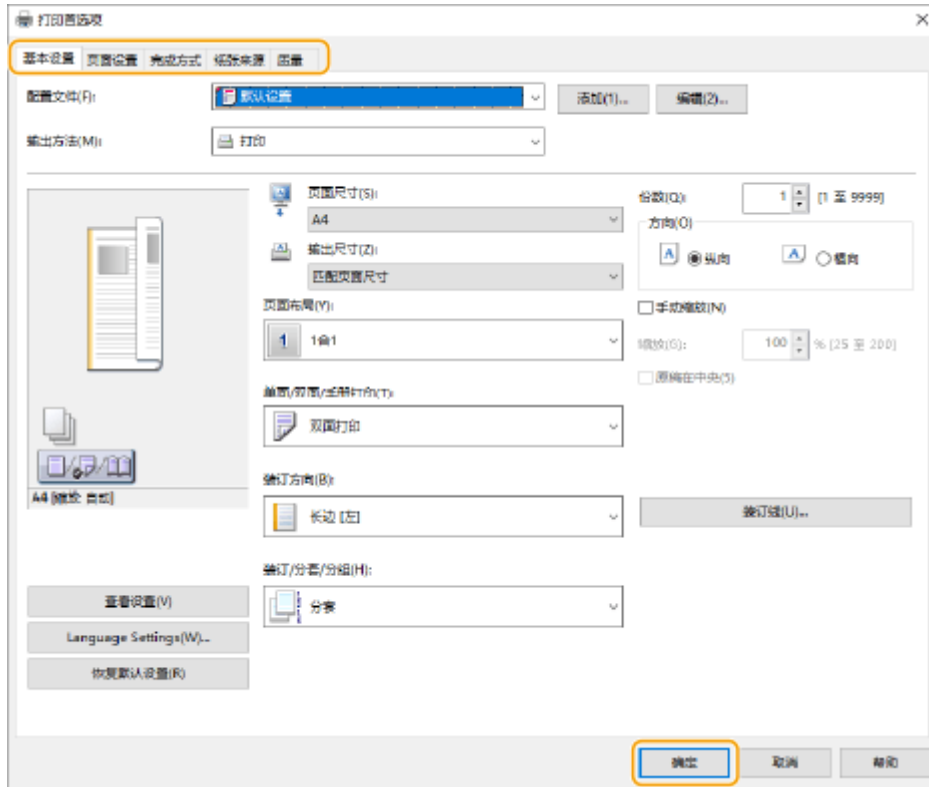 打印首选项
基本设置 页面设置 完成方式 纸张来源 质量
配置文件(F): 默认设置 添加(1)... 编辑(2)...
输出方法(M): 打印
页面尺寸(S):
A4
输出尺寸(Z):
匹配页面尺寸
份数(Q): 1 [1 至 9999]
方向(O)
A 纵向 A 横向
页面布局(Y):
1 1合1
手动缩放(N)
缩放(G): 100 % [25 至 200]
原稿在中央(5)
单面/双面/手册打印(T):
双面打印
A4 [缩放: 自动]
装订方向(B):
长边 [左]
装订线(U)...
装订/分套/分组(H):
分套
查看设置(V)
Language Settings(W)...
恢复默认设置(R)
确定 取消 帮助